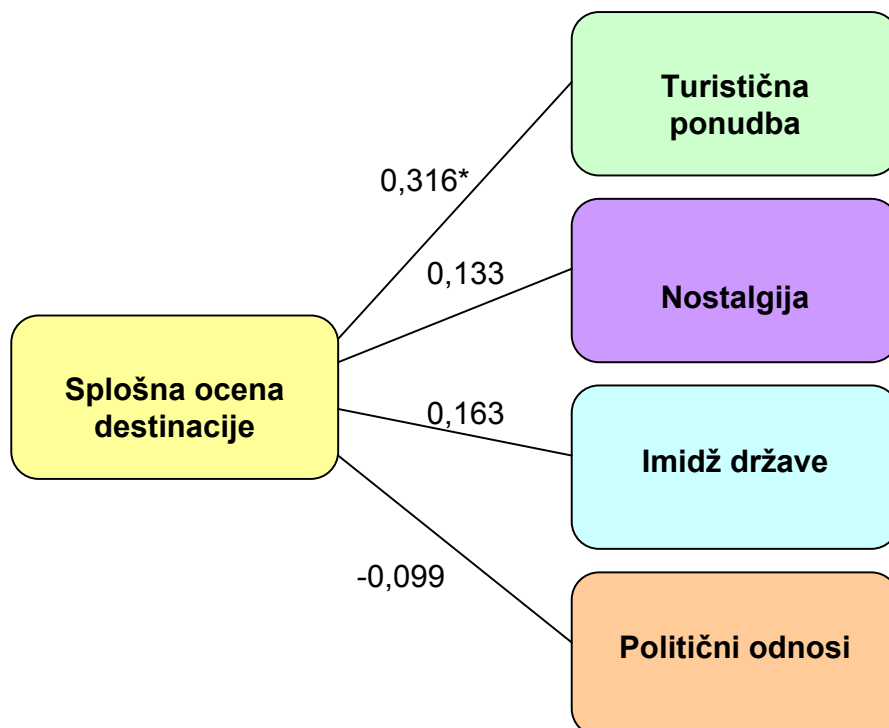 Turistična
ponudba
0,316*
0,133
Nostalgija
Splošna ocena
destinacije
0,163
Imidž države
-0,099
Politični odnosi